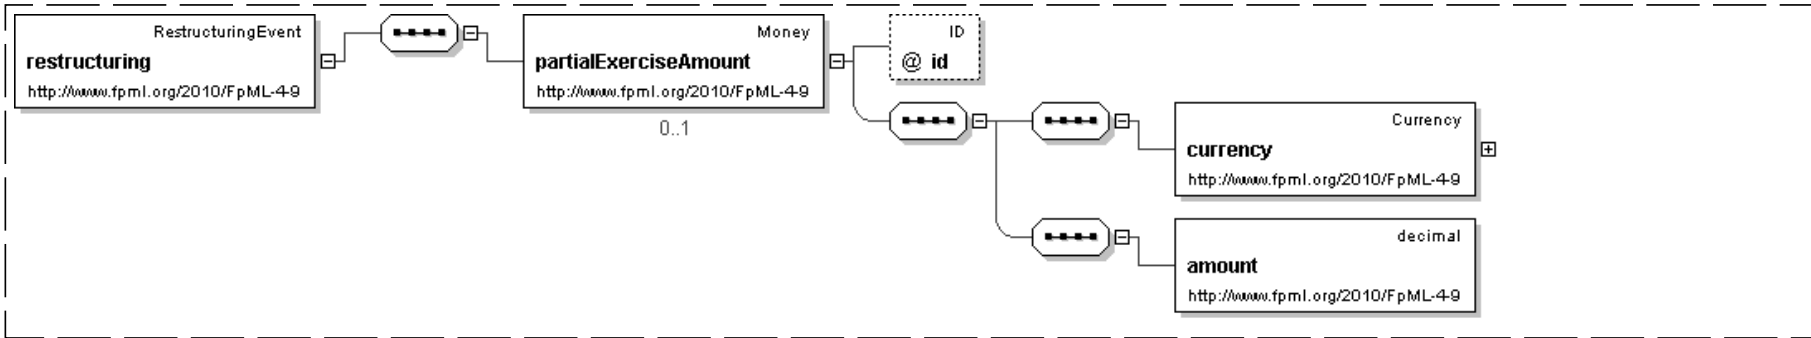 RestructuringEvent
restructuring
http://www.fpml.org/2010/FpML-4-9
Money
partialExerciseAmount
http://www.fpml.org/2010/FpML-4-9
0..1
ID
@ id
Currency
currency
http://www.fpml.org/2010/FpML-4-9
decimal
amount
http://www.fpml.org/2010/FpML-4-9